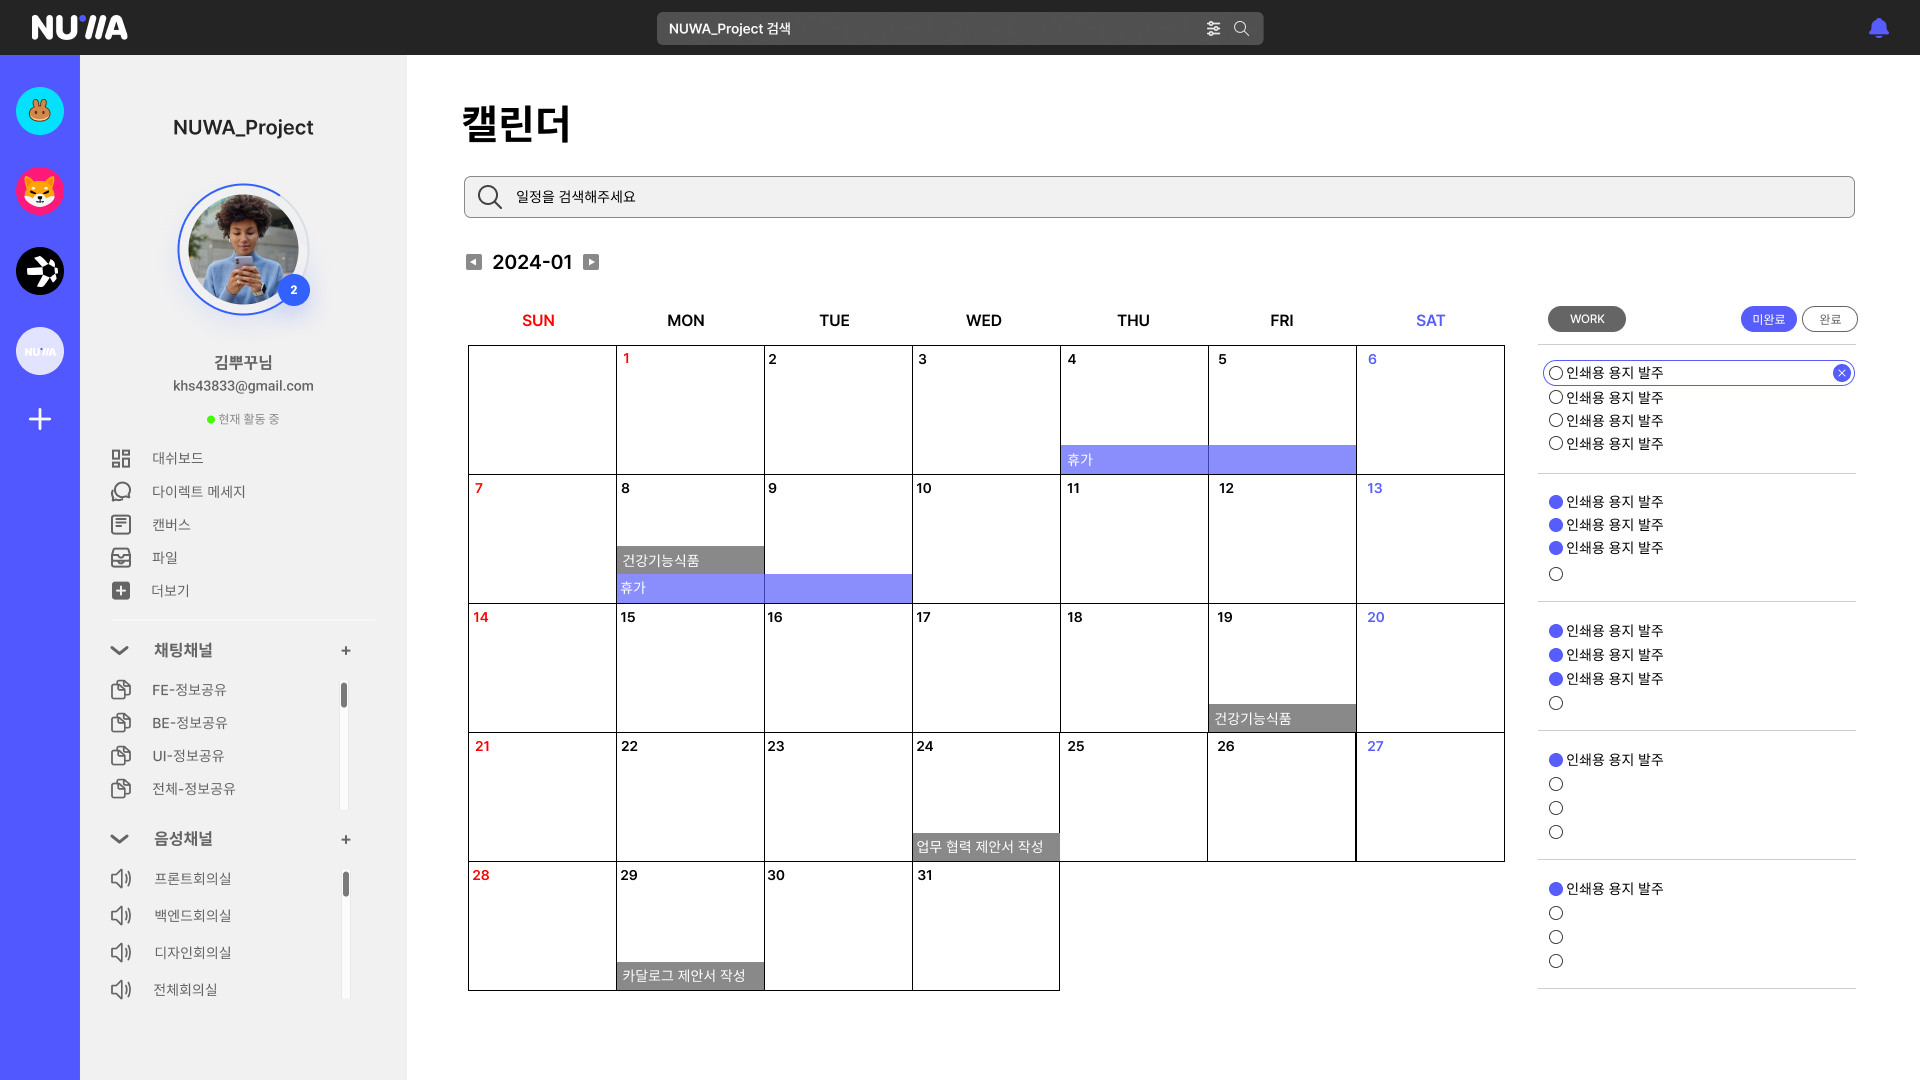 NUWA
NUWA_Project 검색
NUWA
NUWA_Project
2
김뿌꾸님
khs43833@gmail.com
현재 활동 중
대쉬보드
다이렉트 메세지
캔버스
파일
더보기
채팅채널 +
FE-정보공유
BE-정보공유
UI-정보공유
전체-정보공유
음성채널 +
프론트회의실
백엔드회의실
디자인회의실
전체회의실
캘린더
일정을 검색해주세요
2024-01
SUN MON TUE WED THU FRI SAT
1 2 3 4 5 6
휴가
7 8 9 10 11 12 13
건강기능식품
휴가
14 15 16 17 18 19 20
건강기능식품
21 22 23 24 25 26 27
업무 협력 제안서 작성
28 29 30 31
카달로그 제안서 작성
WORK 미완료 완료
인쇄용 용지 발주
인쇄용 용지 발주
인쇄용 용지 발주
인쇄용 용지 발주
인쇄용 용지 발주
인쇄용 용지 발주
인쇄용 용지 발주
인쇄용 용지 발주
인쇄용 용지 발주
인쇄용 용지 발주
인쇄용 용지 발주
인쇄용 용지 발주